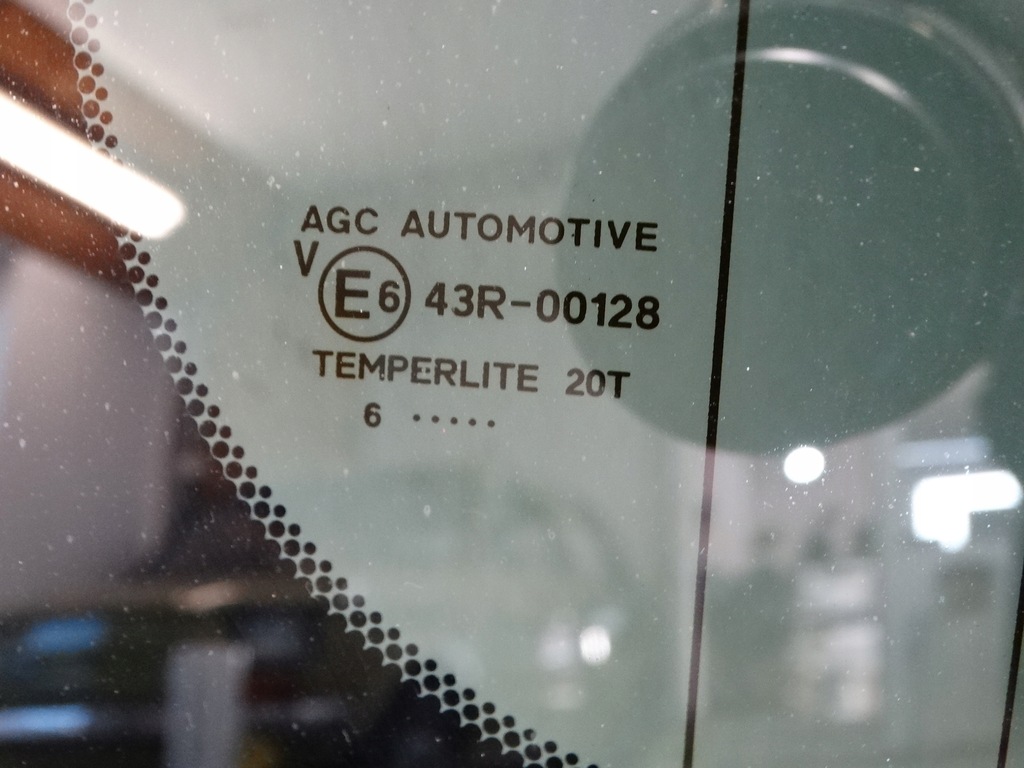 AGC AUTOMOTIVE
V E6 43R-00128
TEMPERLITE 20T
6 .....